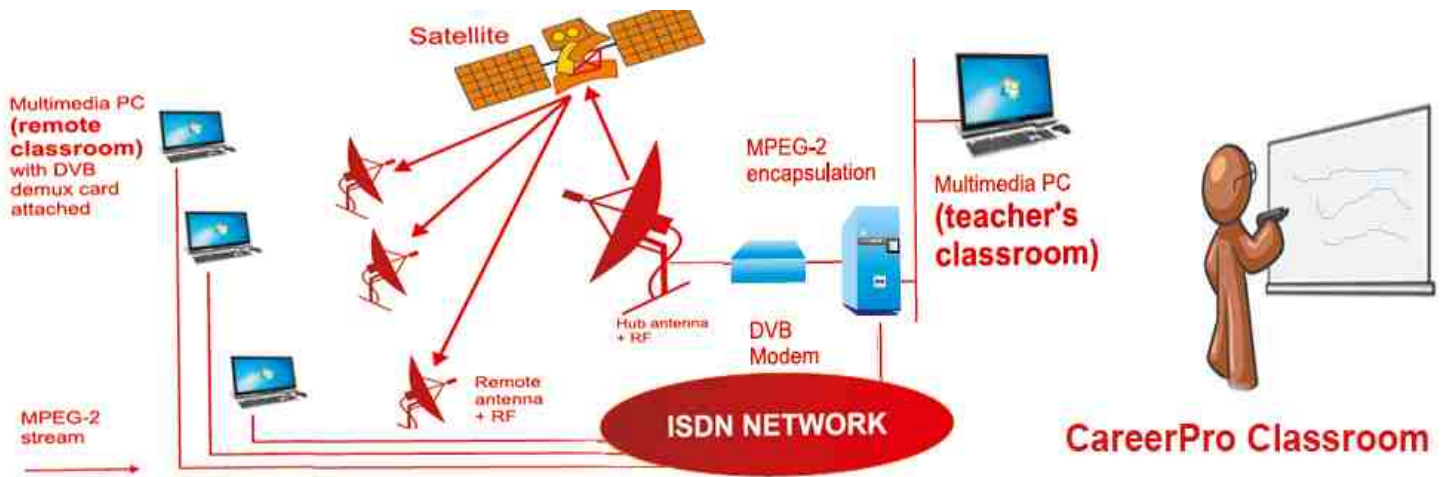 Satellite
Multimedia PC
(remote
classroom)
with DVB
demux card
attached
MPEG-2
encapsulation
Multimedia PC
(teacher's
classroom)
Hub antenna
+ RF
DVB
Modem
Remote
antenna
+ RF
MPEG-2
stream
ISDN NETWORK
CareerPro Classroom